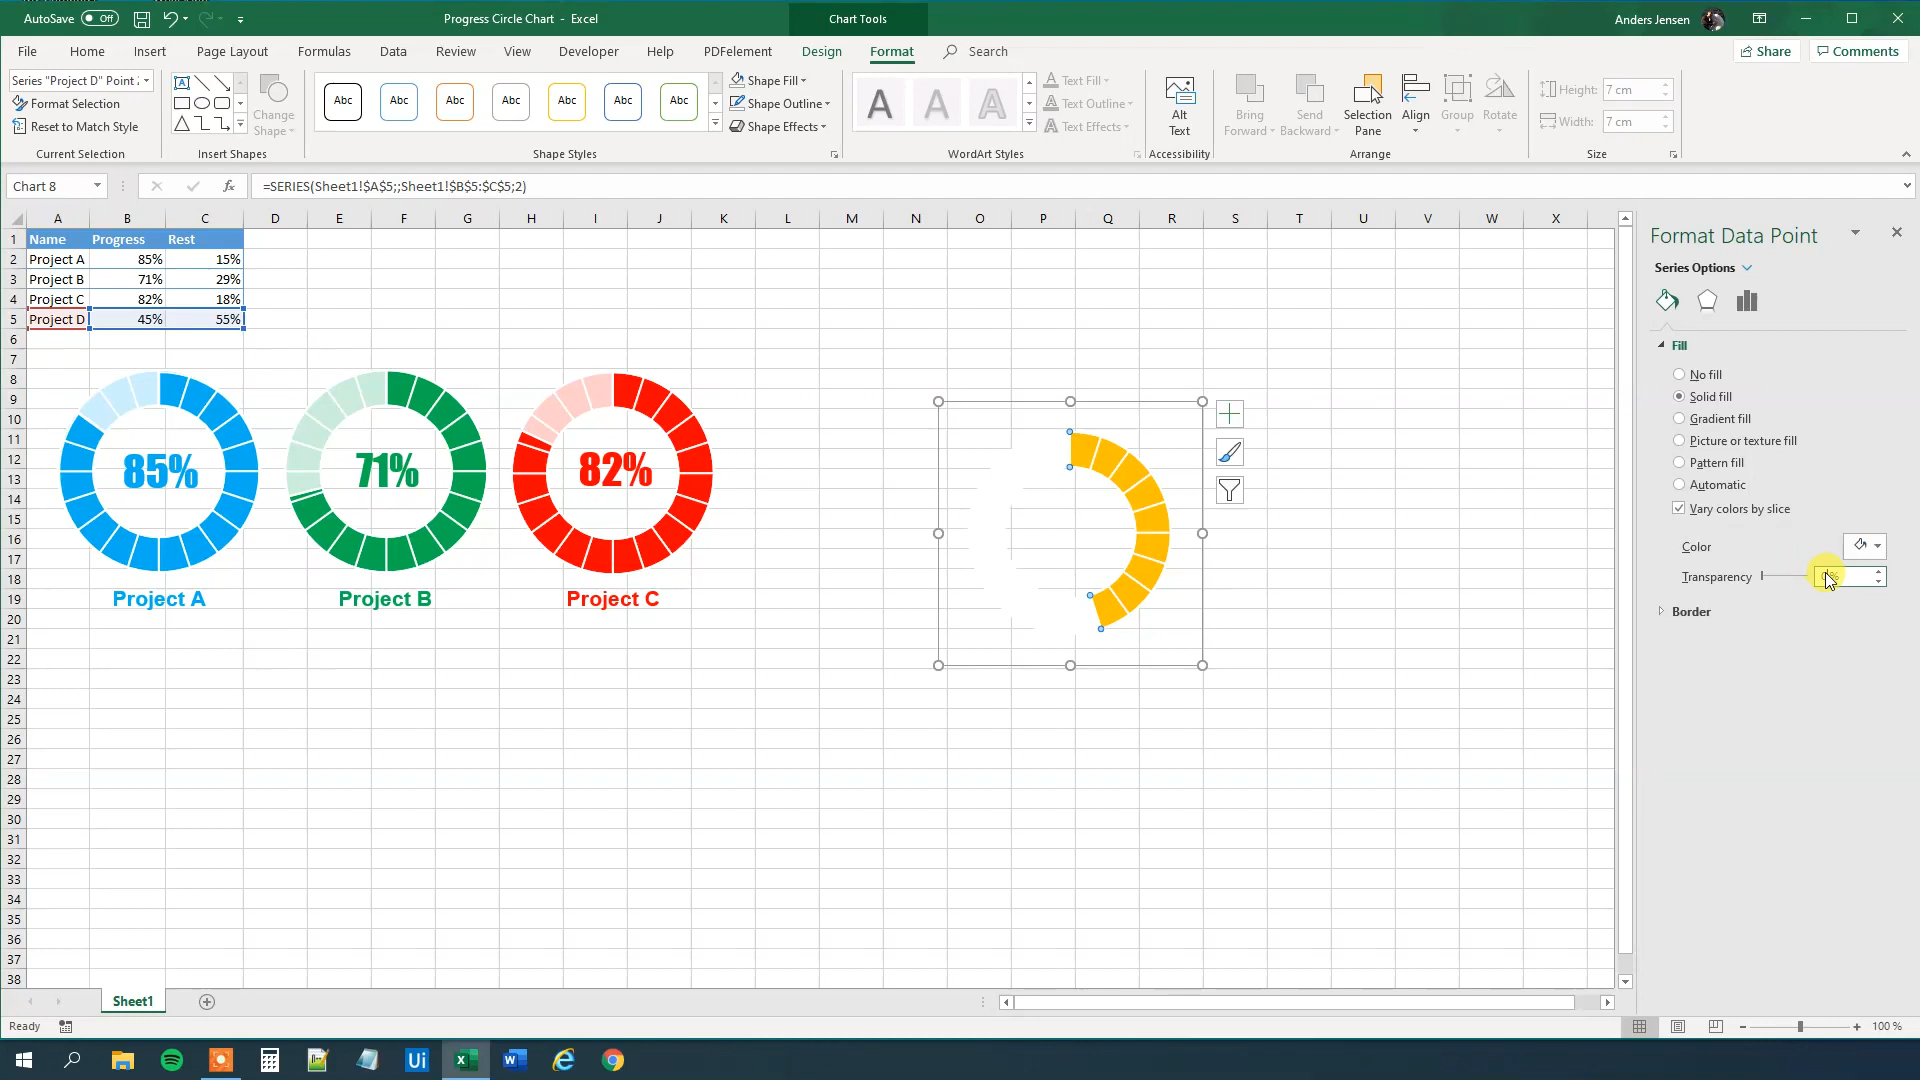 AutoSave Off Progress Circle Chart - Excel Chart Tools Anders Jensen
File Home Insert Page Layout Formulas Data Review View Developer Help PDFelement Design Format Search Share Comments
Series "Project D" Point
Format Selection
Reset to Match Style
Current Selection
Change Shape
Insert Shapes
Abc Abc Abc Abc Abc Abc Abc
Shape Fill
Shape Outline
Shape Effects
Shape Styles
A A A
Text Fill
Text Outline
Text Effects
WordArt Styles
Alt Text
Accessibility
Bring Forward
Send Backward
Selection Pane
Align
Group
Rotate
Arrange
Height: 7 cm
Width: 7 cm
Size
Chart 8 fx =SERIES(Sheet1!$A$5;;Sheet1!$B$5:$C$5;2)
A B C D E F G H I J K L M N O P Q R S T U V W X
1 Name Progress Rest
2 Project A 85% 15%
3 Project B 71% 29%
4 Project C 82% 18%
5 Project D 45% 55%
6
7
8
9
10
11
12
13
14
15
16
17
18
19
20
21
22
23
24
25
26
27
28
29
30
31
32
33
34
35
36
37
38
85% 71% 82%
Project A Project B Project C
Format Data Point
Series Options
Fill
No fill
Solid fill
Gradient fill
Picture or texture fill
Pattern fill
Automatic
Vary colors by slice
Color
Transparency
Border
Sheet1
Ready 100 %
Ui